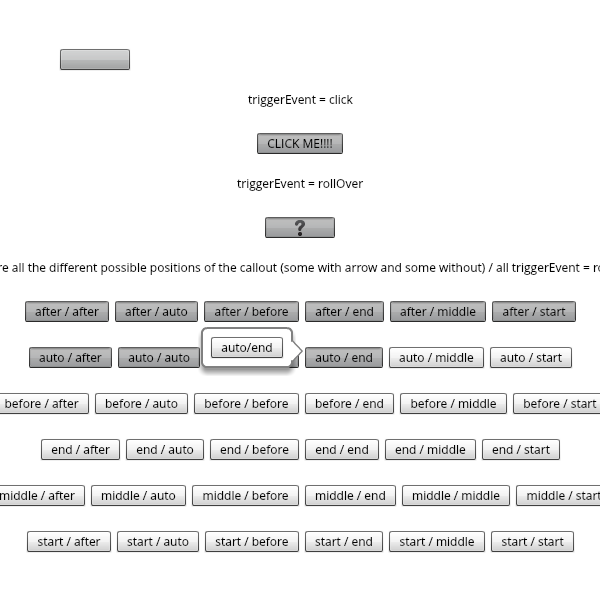 triggerEvent = click
CLICK ME!!!!
triggerEvent = rollOver
?
all the different possible positions of the callout (some with arrow and some without) / all triggerEvent =
after / after after / auto after / before after / end after / middle after / start
auto / after auto / auto auto/end auto / end auto / middle auto / start
before / after before / auto before / before before / end before / middle before / start
end / after end / auto end / before end / end end / middle end / start
middle / after middle / auto middle / before middle / end middle / middle middle / start
start / after start / auto start / before start / end start / middle start / start